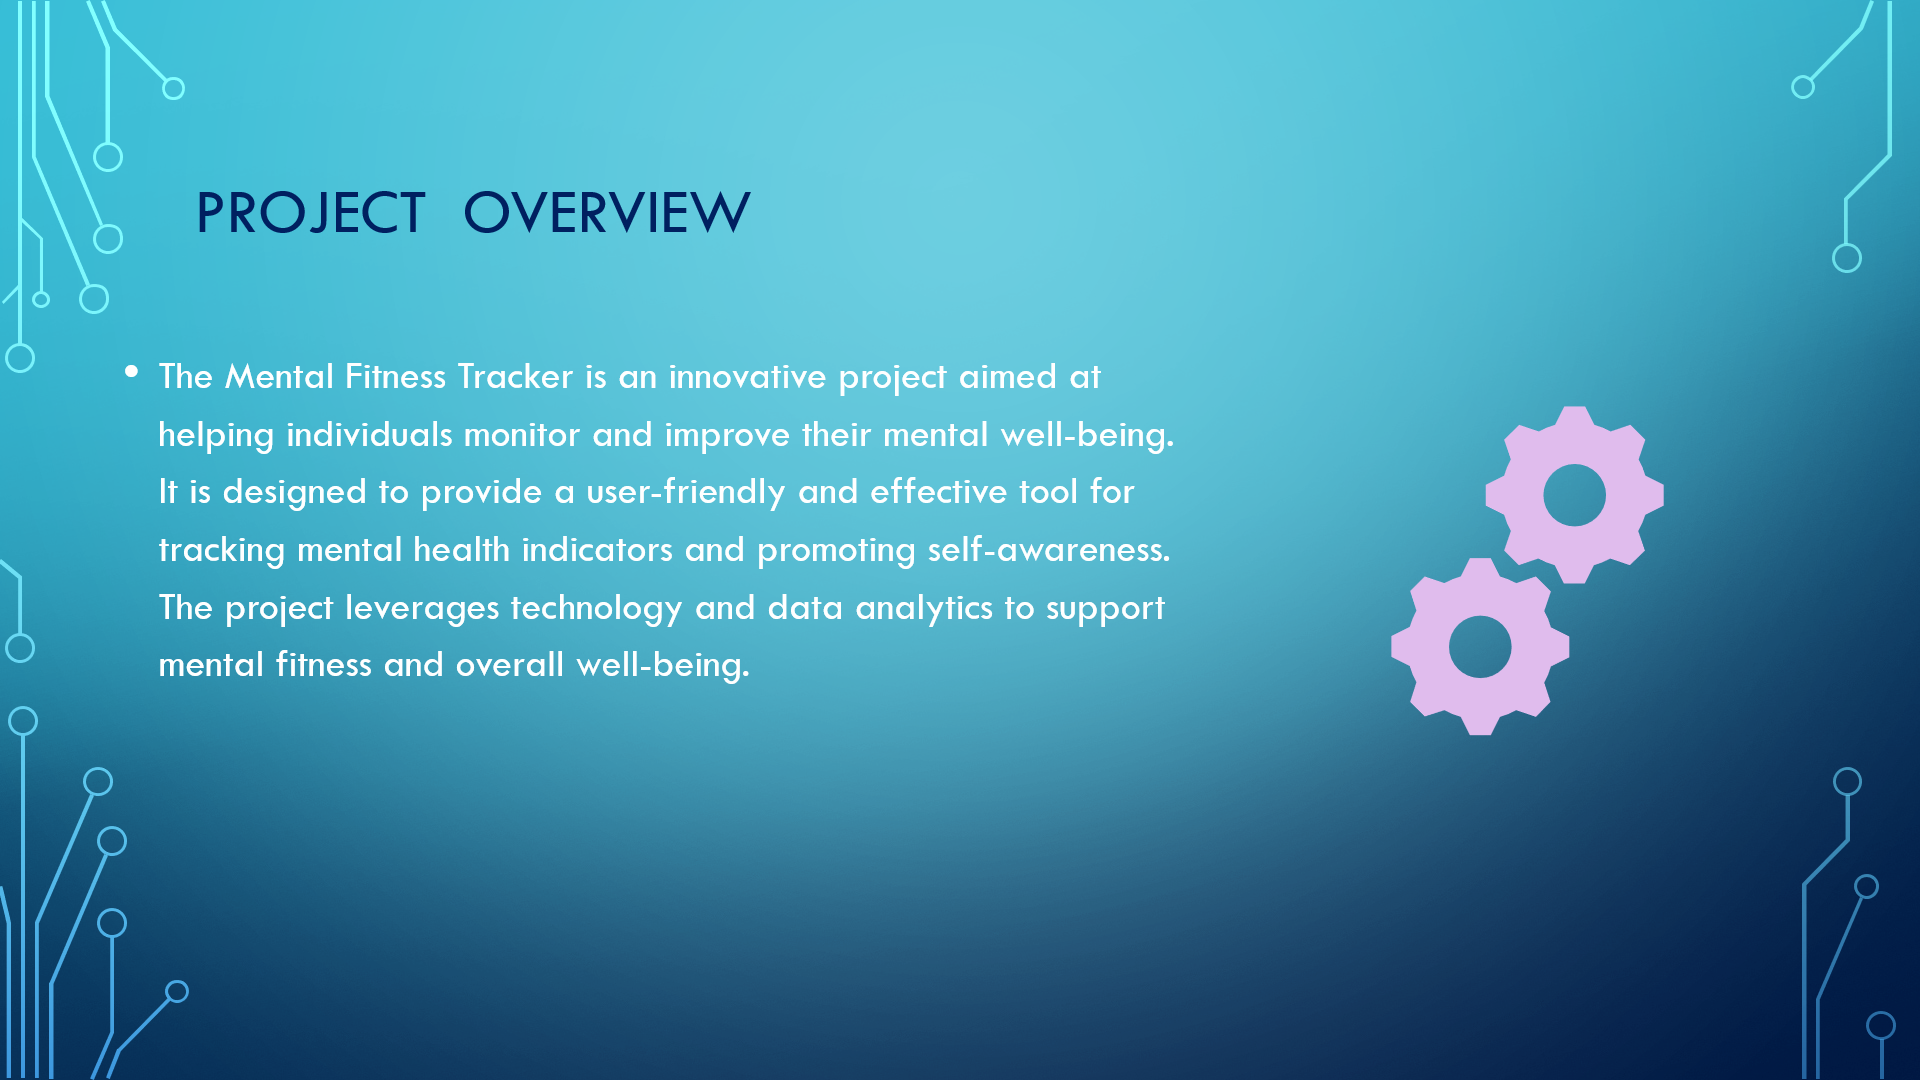 PROJECT OVERVIEW
• The Mental Fitness Tracker is an innovative project aimed at
helping individuals monitor and improve their mental well-being.
It is designed to provide a user-friendly and effective tool for
tracking mental health indicators and promoting self-awareness.
The project leverages technology and data analytics to support
mental fitness and overall well-being.